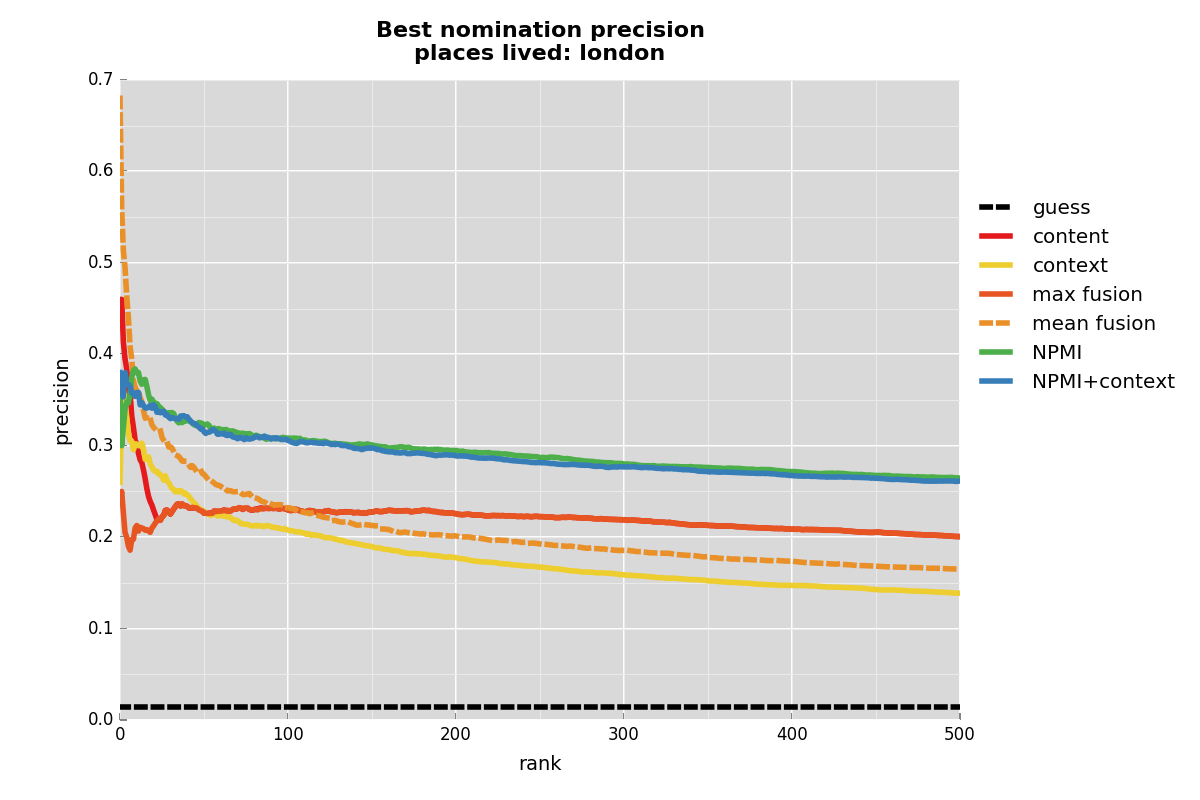 Best nomination precision
places lived: london
0.7
0.6
0.5
0.4
0.3
0.2
0.1
0.0
precision
0 100 200 300 400 500
rank
guess
content
context
max fusion
mean fusion
NPMI
NPMI+context